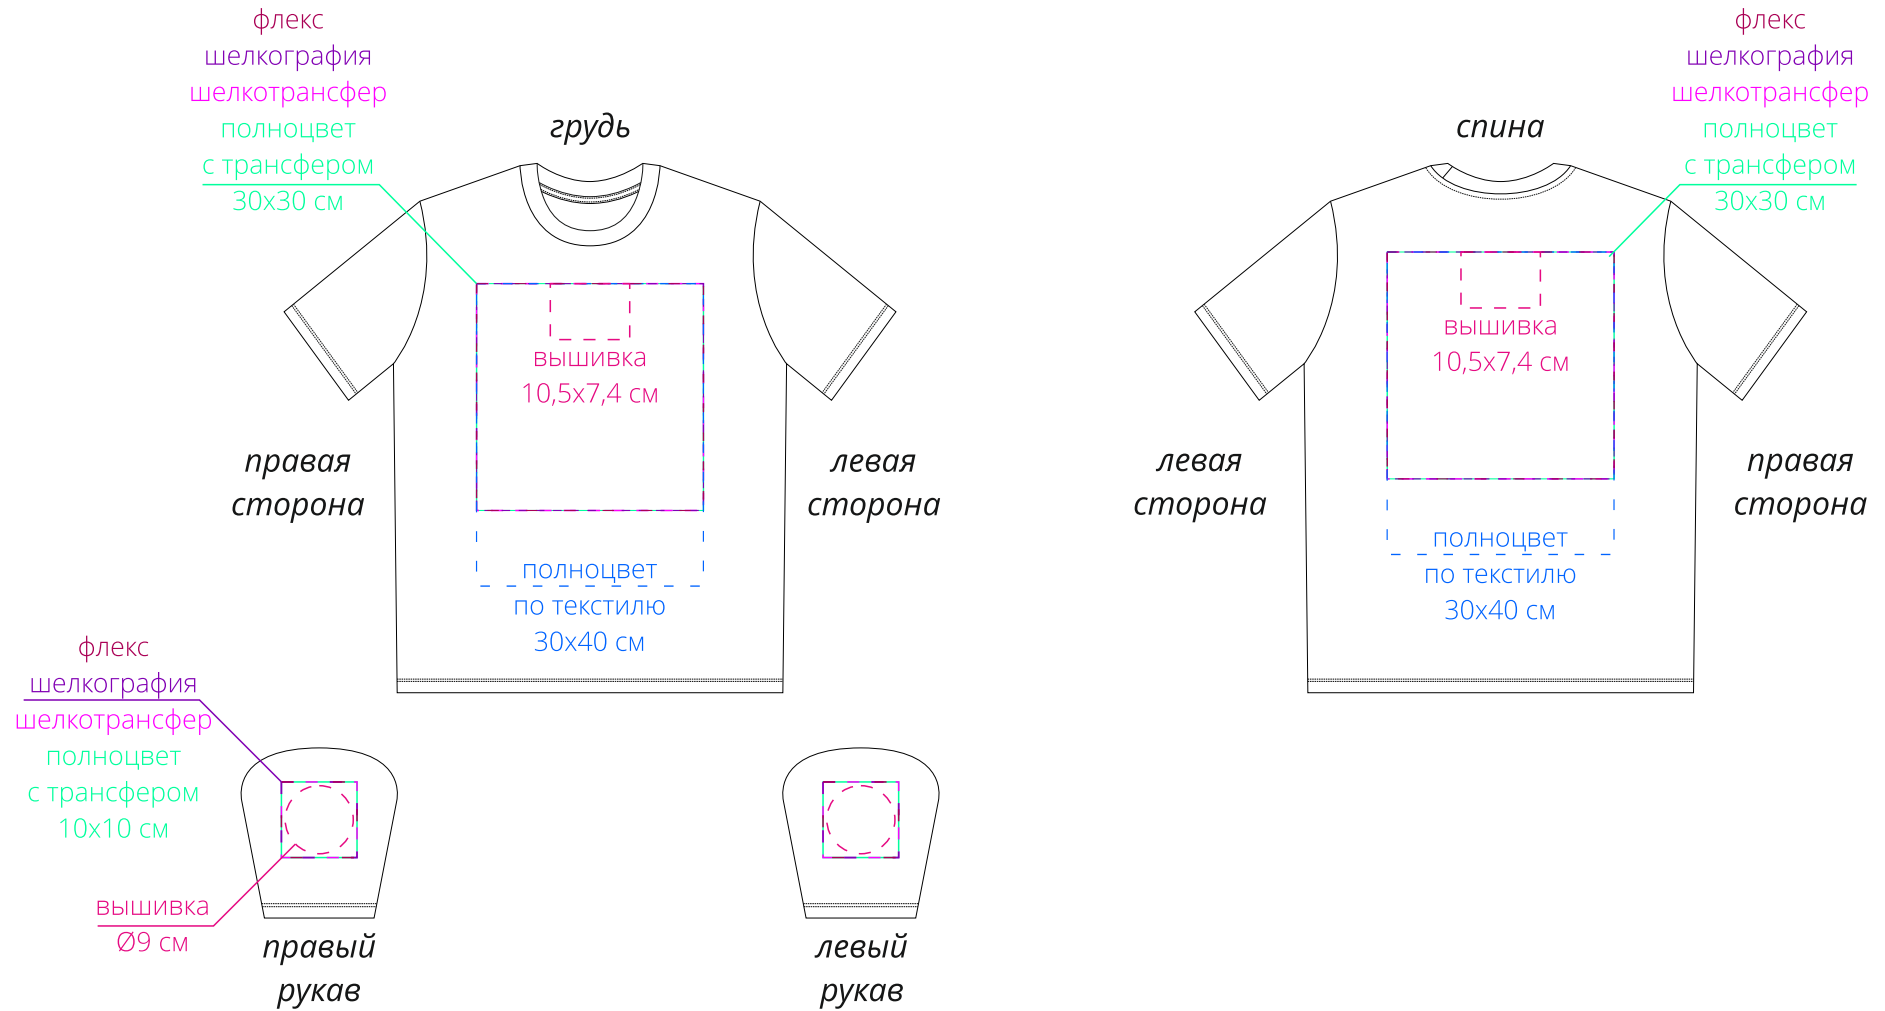 флекс
шелкография
шелкотрансфер
полноцвет
с трансфером
30х30 см
грудь
вышивка
10,5х7,4 см
правая
сторона
левая
сторона
полноцвет
по текстилю
30х40 см
флекс
шелкография
шелкотрансфер
полноцвет
с трансфером
30х30 см
спина
вышивка
10,5х7,4 см
левая
сторона
правая
сторона
полноцвет
по текстилю
30х40 см
флекс
шелкография
шелкотрансфер
полноцвет
с трансфером
10х10 см
вышивка
Ø9 см
правый
рукав
левый
рукав